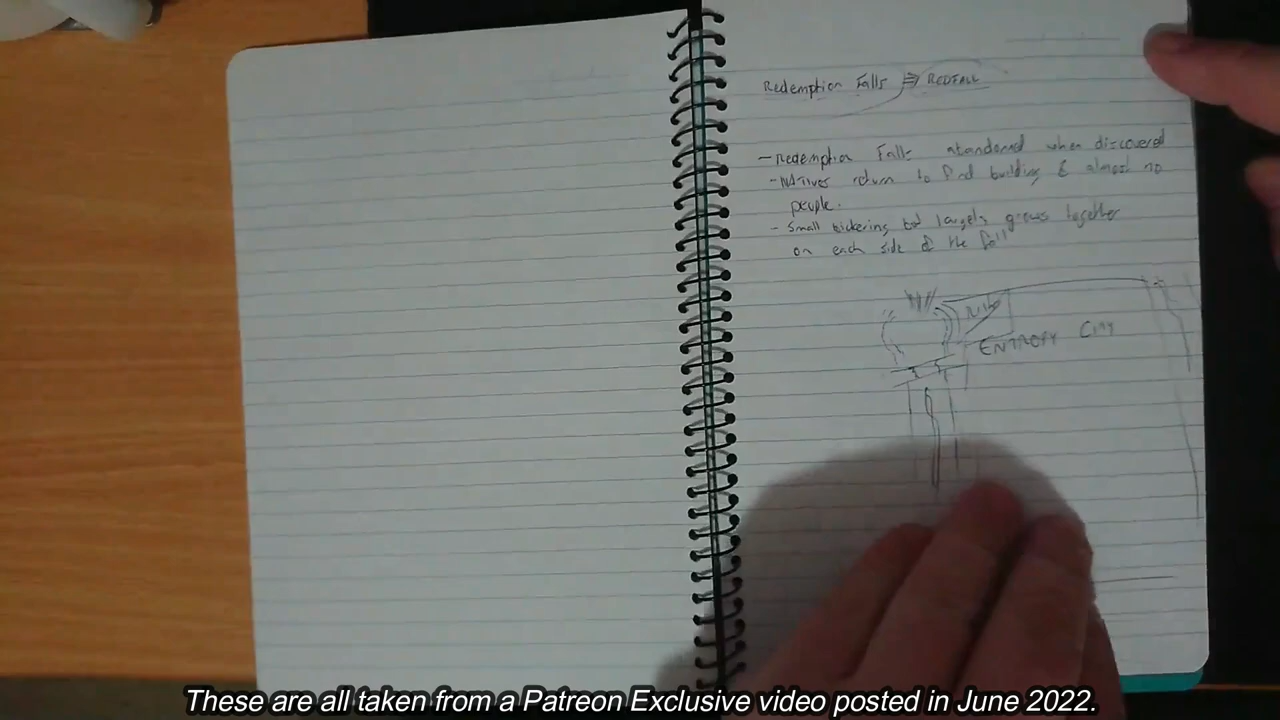 Redemption Falls ⇒ REDFALL
- Redemption Falls abandonned when discovered
- Natives return to find building & almost no
people.
- Small bickering but largely grows together
on each side of the fall
ENTROPY CITY
These are all taken from a Patreon Exclusive video posted in June 2022.